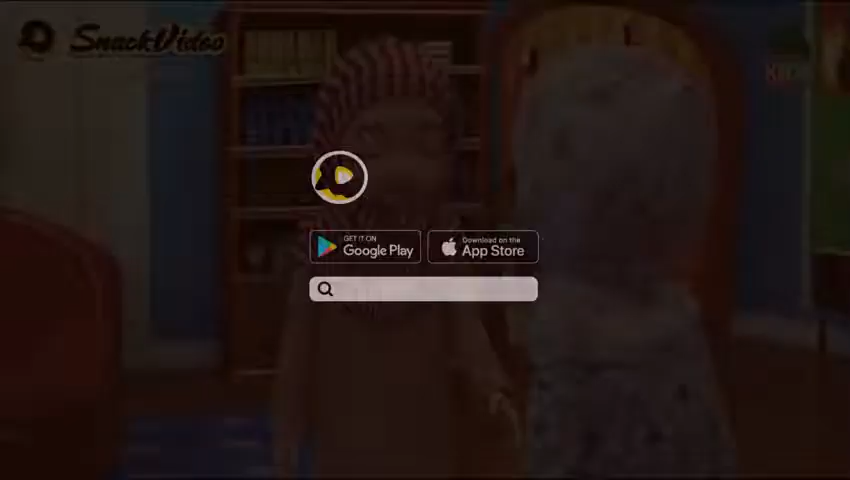 SnackVideo
GET IT ON
Google Play
Download on the
App Store